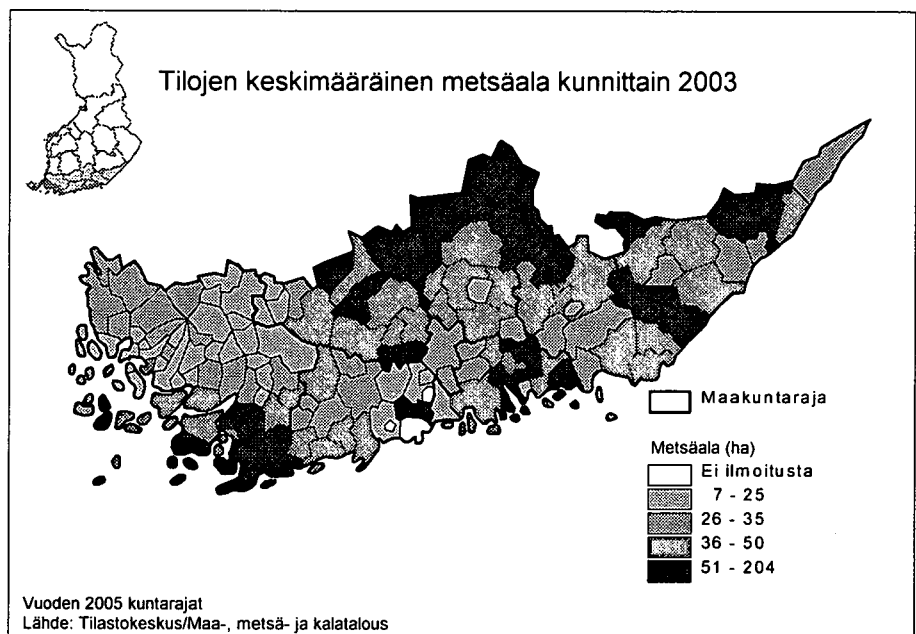 Tilojen keskimääräinen metsäala kunnittain 2003
Maakuntaraja
Metsäala (ha)
Ei ilmoitusta
7 - 25
26 - 35
36 - 50
51 - 204
Vuoden 2005 kuntarajat
Lähde: Tilastokeskus/Maa-, metsä- ja kalatalous